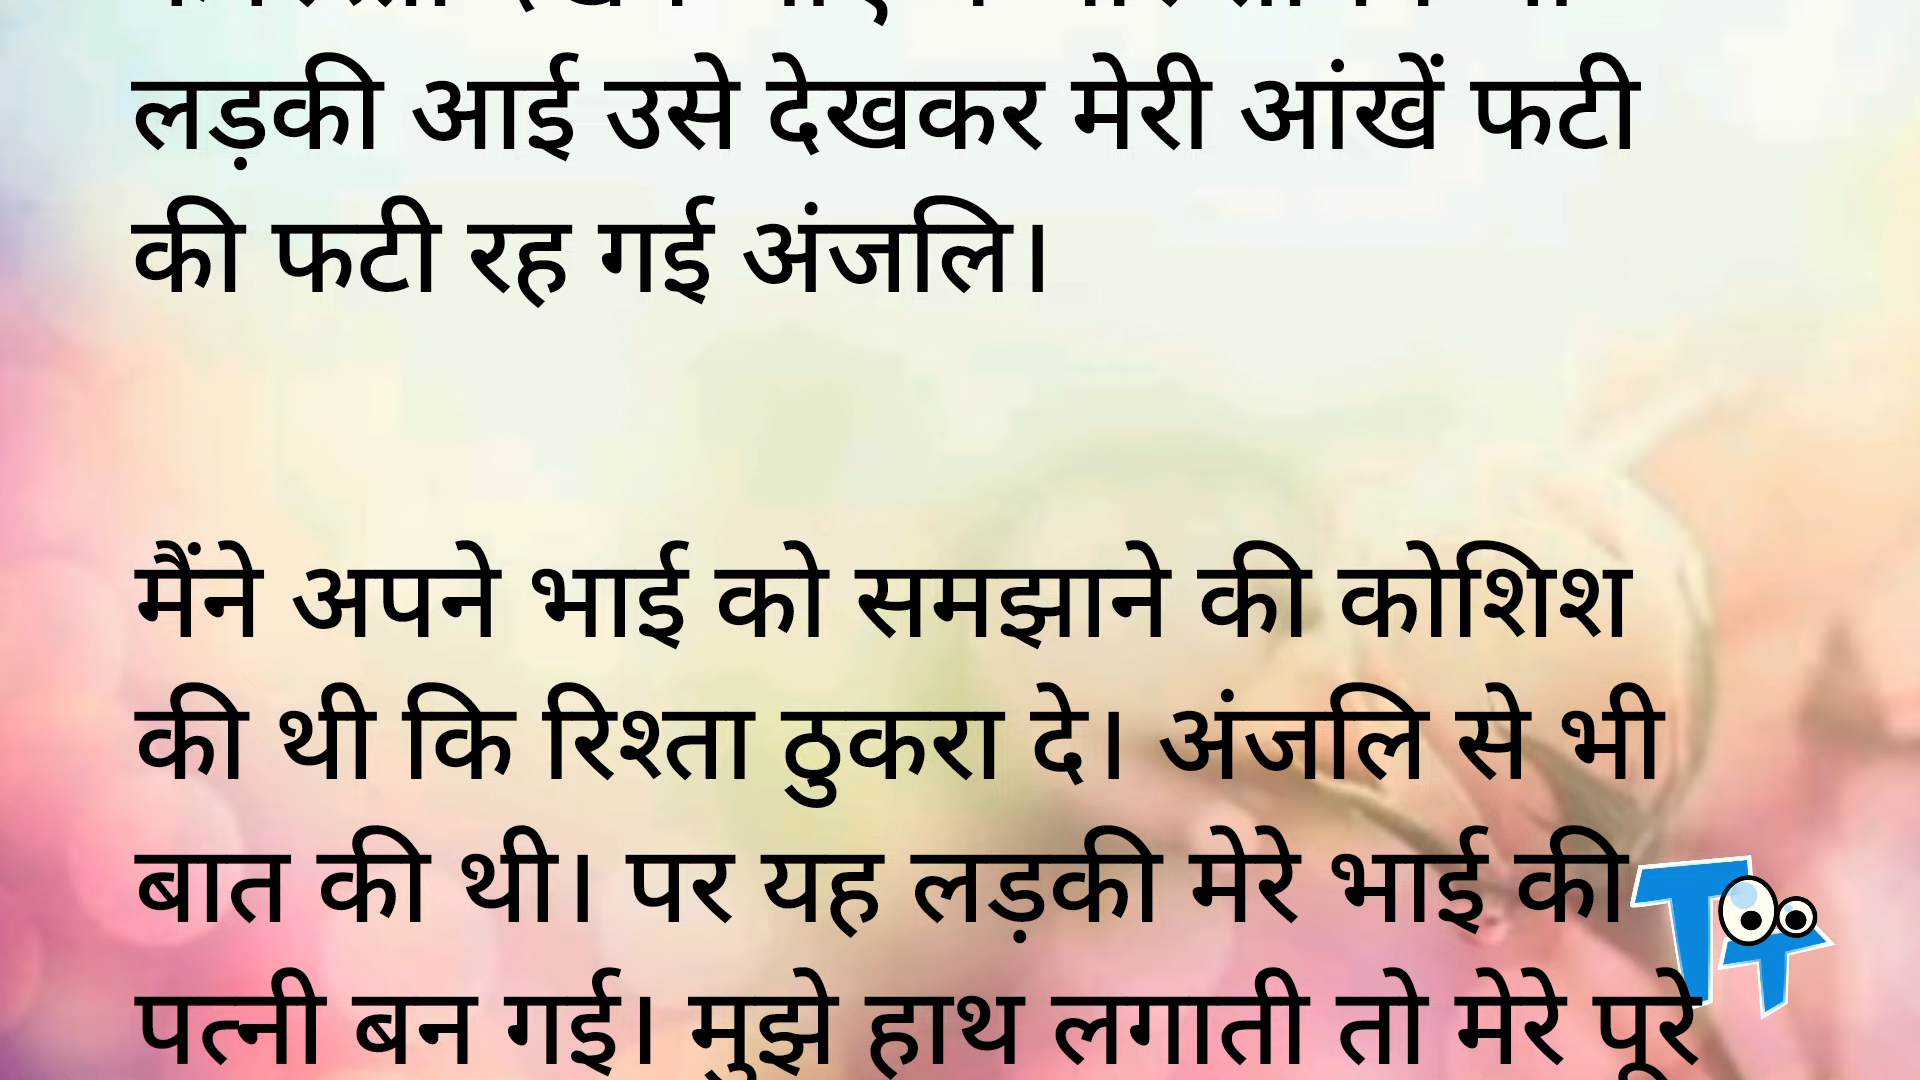 लड़की आई उसे देखकर मेरी आंखें फटी
की फटी रह गई अंजलि।
मैंने अपने भाई को समझाने की कोशिश
की थी कि रिश्ता ठुकरा दे। अंजलि से भी
बात की थी। पर यह लड़की मेरे भाई की
पत्नी बन गई। मुझे हाथ लगाती तो मेरे पूरे
TY